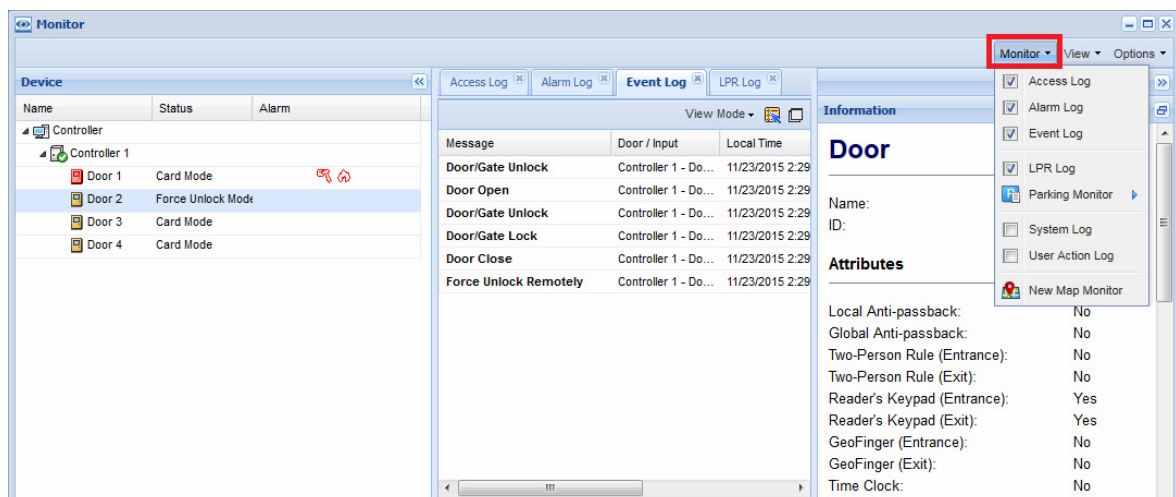 Monitor
Monitor View Options
Device
Name Status Alarm
Controller
Controller 1
Door 1 Card Mode
Door 2 Force Unlock Mode
Door 3 Card Mode
Door 4 Card Mode
Access Log Alarm Log Event Log LPR Log
View Mode
Message Door / Input Local Time
Door/Gate Unlock Controller 1 - Do... 11/23/2015 2:29
Door Open Controller 1 - Do... 11/23/2015 2:29
Door/Gate Unlock Controller 1 - Do... 11/23/2015 2:29
Door/Gate Lock Controller 1 - Do... 11/23/2015 2:29
Door Close Controller 1 - Do... 11/23/2015 2:29
Force Unlock Remotely Controller 1 - Do... 11/23/2015 2:29
Access Log
Alarm Log
Event Log
LPR Log
Parking Monitor
System Log
User Action Log
New Map Monitor
Information
Door
Name:
ID:
Attributes
Local Anti-passback: No
Global Anti-passback: No
Two-Person Rule (Entrance): No
Two-Person Rule (Exit): No
Reader's Keypad (Entrance): Yes
Reader's Keypad (Exit): Yes
GeoFinger (Entrance): No
GeoFinger (Exit): No
Time Clock: No